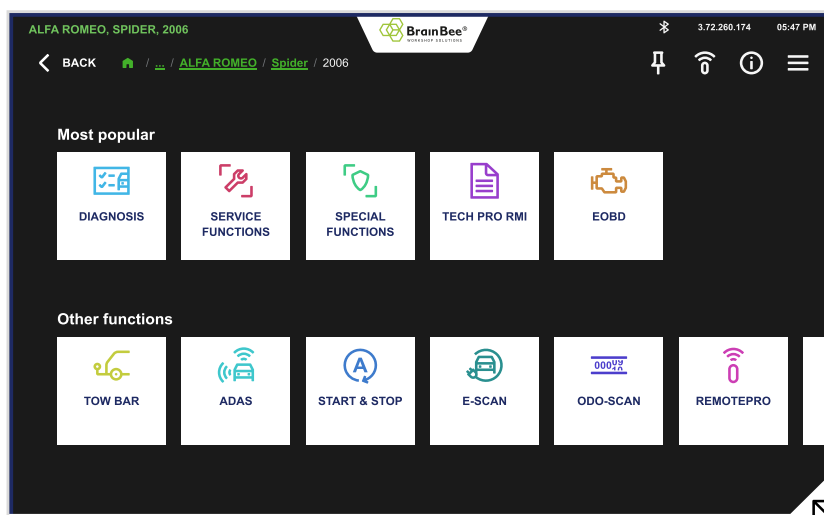 ALFA ROMEO, SPIDER, 2006
BrainBee®
WORKSHOP SOLUTIONS
3.72.260.174
05:47 PM
BACK / ... / ALFA ROMEO / Spider / 2006
Most popular
DIAGNOSIS
SERVICE
FUNCTIONS
SPECIAL
FUNCTIONS
TECH PRO RMI
EOBD
Other functions
TOW BAR
ADAS
A
START & STOP
E-SCAN
ODO-SCAN
REMOTEPRO